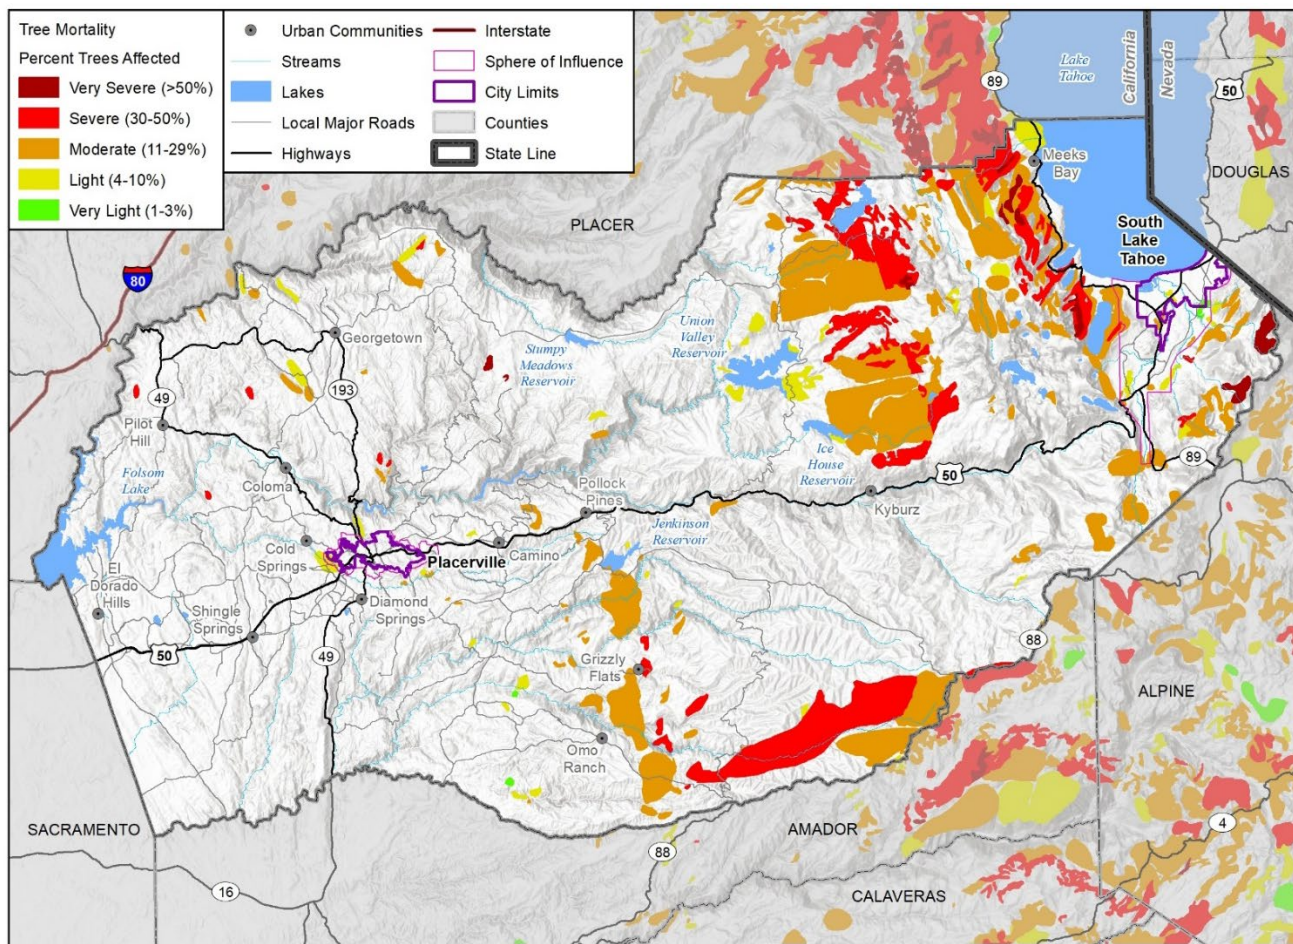 Tree Mortality
Percent Trees Affected
Very Severe (>50%)
Severe (30-50%)
Moderate (11-29%)
Light (4-10%)
Very Light (1-3%)
Urban Communities
Streams
Lakes
Local Major Roads
Highways
Interstate
Sphere of Influence
City Limits
Counties
State Line
Lake
Tahoe
California
Nevada
89
50
DOUGLAS
Meeks
Bay
PLACER
South
Lake
Tahoe
80
Georgetown
Stumpy
Meadows
Reservoir
Union
Valley
Reservoir
49
193
Pilot
Hill
Folsom
Lake
Coloma
Ice
House
Reservoir
50
89
Pollock
Pines
Kyburz
Jenkinson
Reservoir
Cold
Springs
Placerville
Camino
El
Dorado
Hills
Shingle
Springs
Diamond
Springs
50
49
88
Grizzly
Flats
ALPINE
Omo
Ranch
SACRAMENTO
AMADOR
4
88
16
CALAVERAS